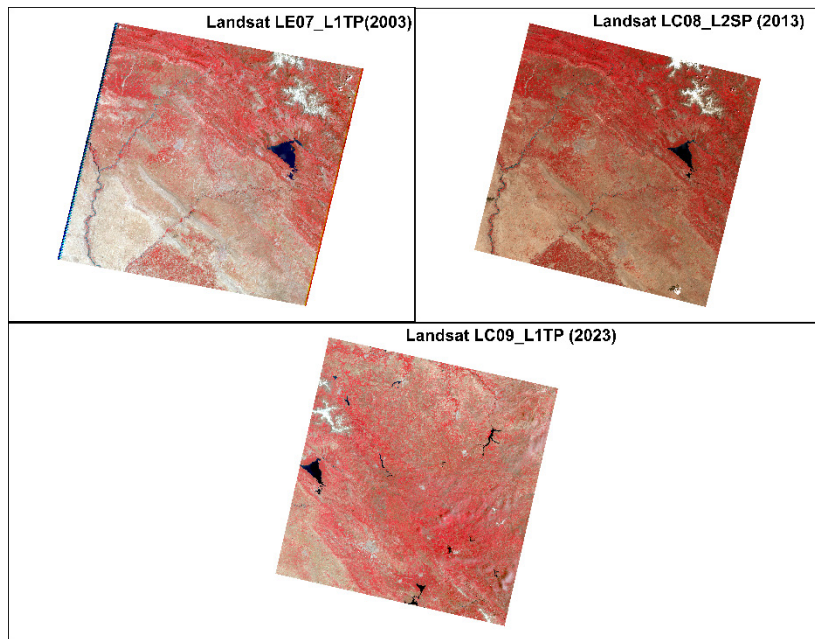 Landsat LE07_L1TP(2003)
Landsat LC08_L2SP (2013)
Landsat LC09_L1TP (2023)